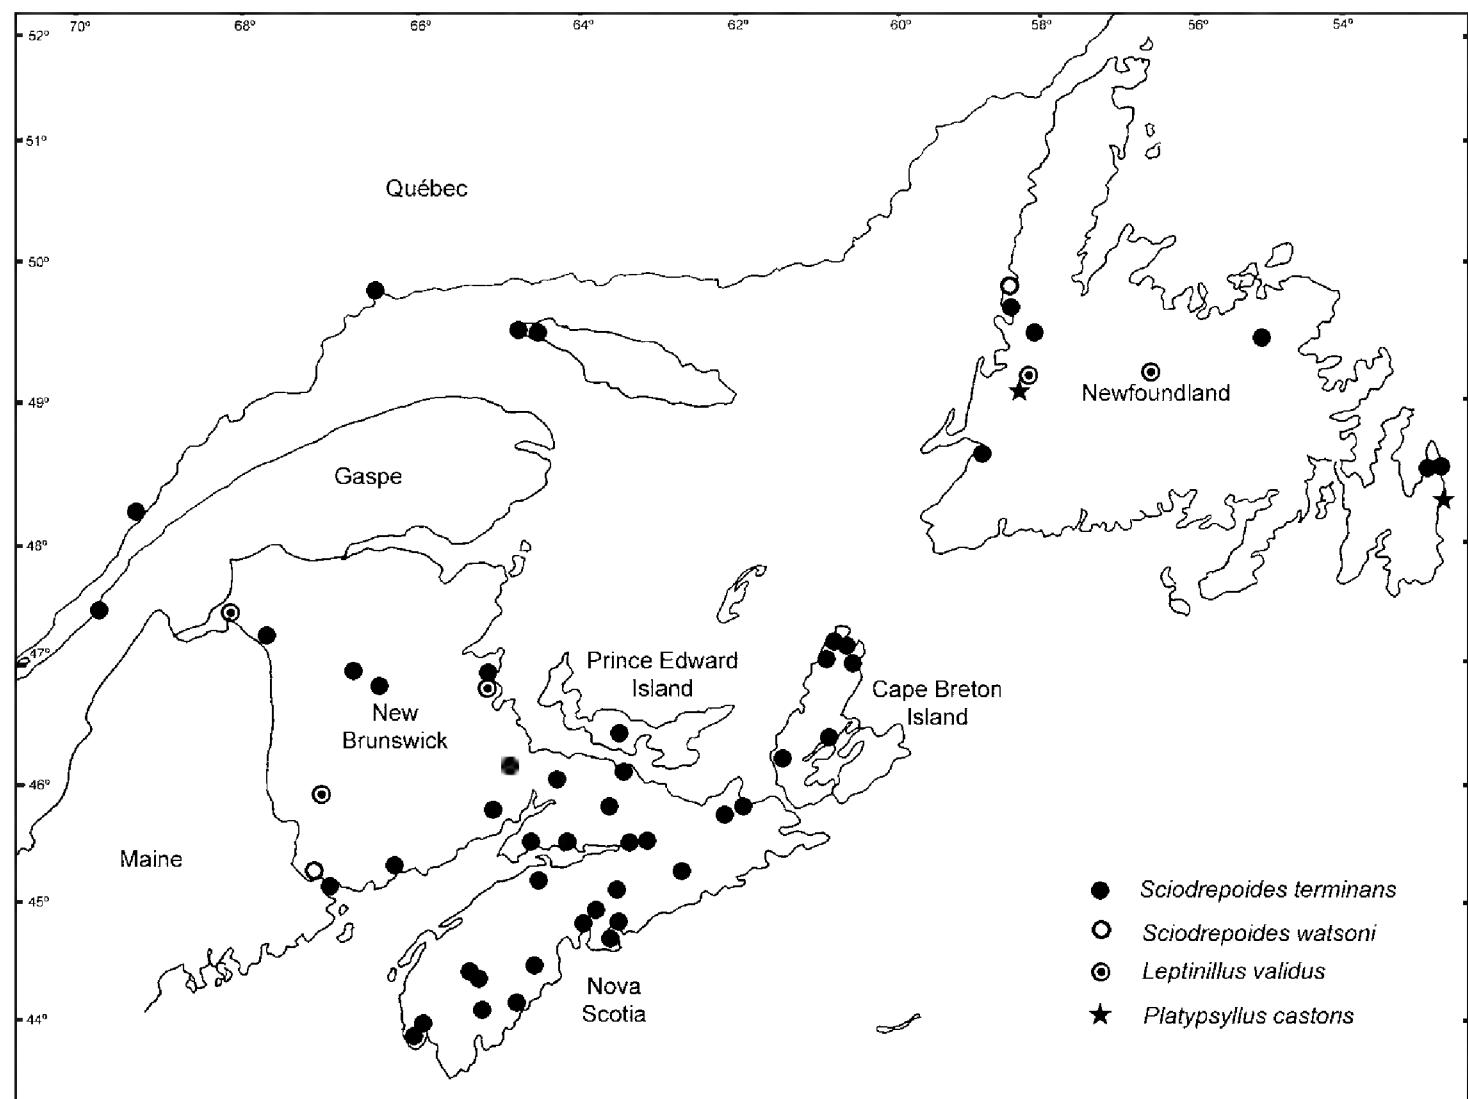 70° 68° 66° 64° 62° 60° 58° 56° 54°
52°
51°
Québec
50°
Newfoundland
49°
Gaspe
48°
47°
Prince Edward
Island
Cape Breton
Island
New
Brunswick
46°
Maine
45°
Sciodrepoides terminans
Sciodrepoides watsoni
Leptinillus validus
Nova
Scotia
44°
Platypsyllus castons